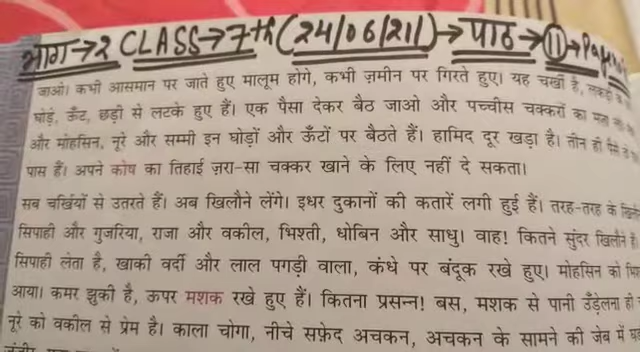 भाग→2 CLASS→7th (24/06/21)→पाठ→(11)→
जाओ। कभी आसमान पर जाते हुए मालूम होगे, कभी ज़मीन पर गिरते हुए। यह चर्खी है, लकड़ी के
घोड़े, ऊँट, छड़ों से लटके हुए हैं। एक पैसा देकर बैठ जाओ और पच्चीस चक्करों का मज़ा
और मोहसिन, नूरे और सम्मी इन घोड़ों और ऊँटों पर बैठते हैं। हामिद दूर खड़ा है। तीन ही पैसे तो
पास हैं। अपने कोष का तिहाई ज़रा-सा चक्कर खाने के लिए नहीं दे सकता।
सब चर्खियों से उतरते हैं। अब खिलौने लेंगे। इधर दुकानों की कतारें लगी हुई हैं। तरह-तरह के
सिपाही और गुजरिया, राजा और वकील, भिश्ती, धोबिन और साधु। वाह! कितने सुंदर खिलौने हैं
सिपाही लेता है, खाकी वर्दी और लाल पगड़ी वाला, कंधे पर बंदूक रखे हुए। मोहसिन को
आया। कमर झुकी है, ऊपर मशक रखे हुए हैं। कितना प्रसन्न! बस, मशक से पानी उँड़ेलना ही
नूरे को वकील से प्रेम है। काला चोगा, नीचे सफ़ेद अचकन, अचकन के सामने की जेब में